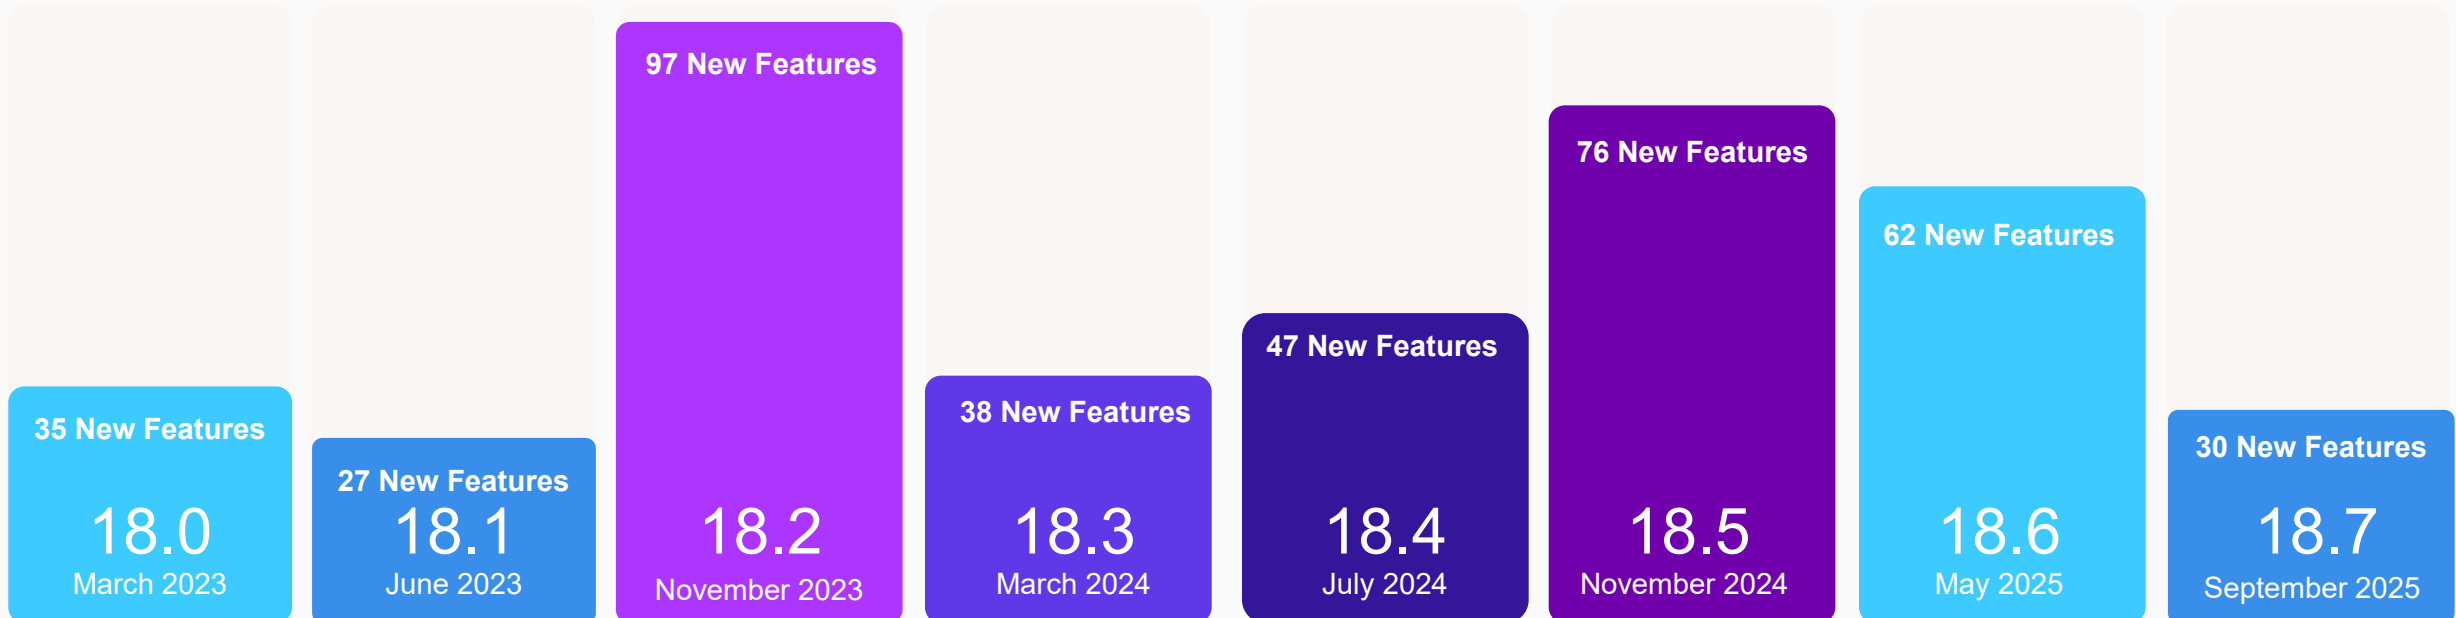 35 New Features
18.0
March 2023
27 New Features
18.1
June 2023
97 New Features
18.2
November 2023
38 New Features
18.3
March 2024
47 New Features
18.4
July 2024
76 New Features
18.5
November 2024
62 New Features
18.6
May 2025
30 New Features
18.7
September 2025